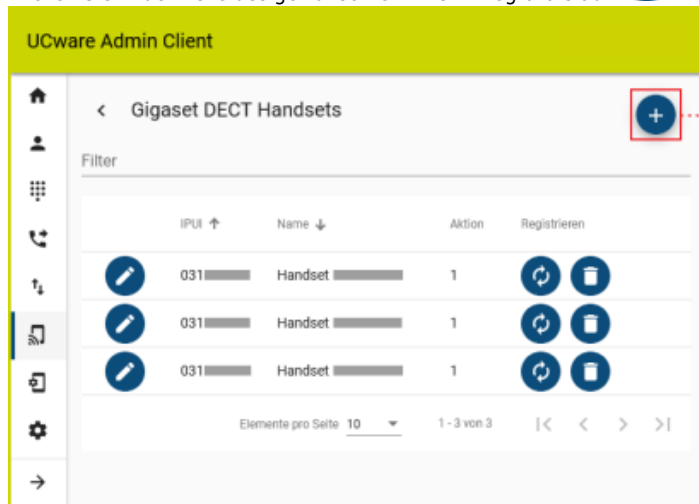 UCware Admin Client
Gigaset DECT Handsets
Filter
IPUI Name Aktion Registrieren
031 Handset 1
031 Handset 1
031 Handset 1
Elemente pro Seite 10 1 - 3 von 3